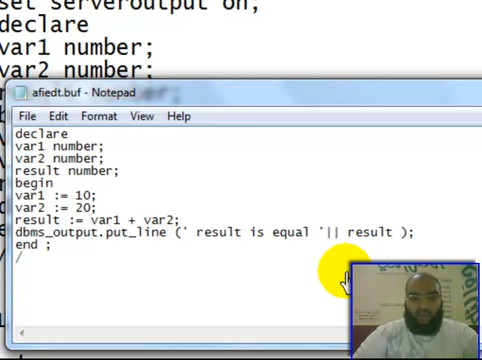 set serveroutput on;
declare
var1 number;
var2 number;
afiedt.buf - Notepad
File Edit Format View Help
declare
var1 number;
var2 number;
result number;
begin
var1 := 10;
var2 := 20;
result := var1 + var2;
dbms_output.put_line (' result is equal '|| result );
end ;
/